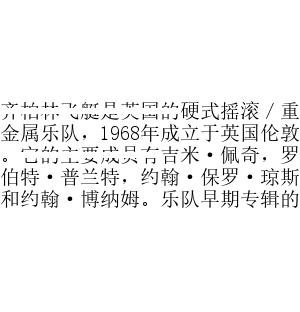 齐柏林飞艇是英国的硬式摇滚／重
金属乐队，1968年成立于英国伦敦
。它的主要成员有吉米·佩奇，罗
伯特·普兰特，约翰·保罗·琼斯
和约翰·博纳姆。乐队早期专辑的